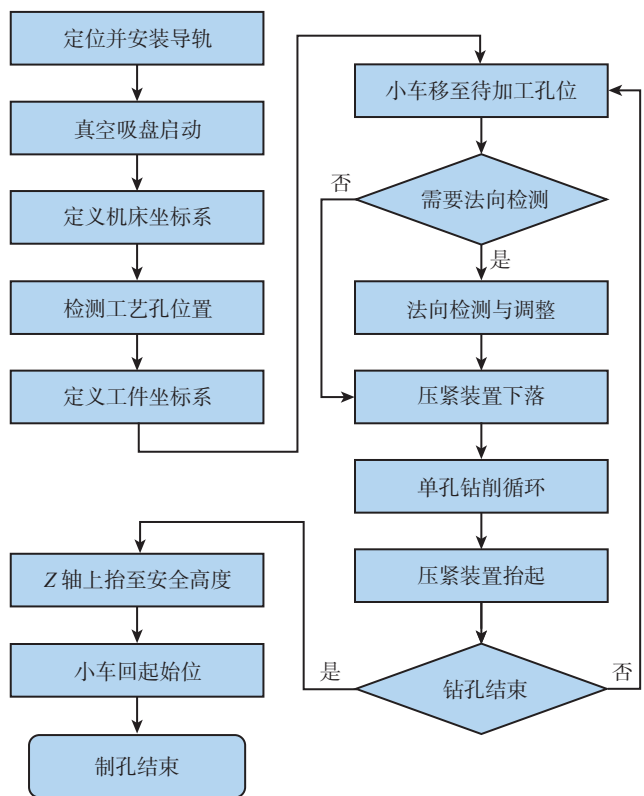 定位并安装导轨
真空吸盘启动
定义机床坐标系
检测工艺孔位置
定义工件坐标系
小车移至待加工孔位
需要法向检测
否
是
法向检测与调整
压紧装置下落
单孔钻削循环
压紧装置抬起
钻孔结束
是
否
Z 轴上抬至安全高度
小车回起始位
制孔结束